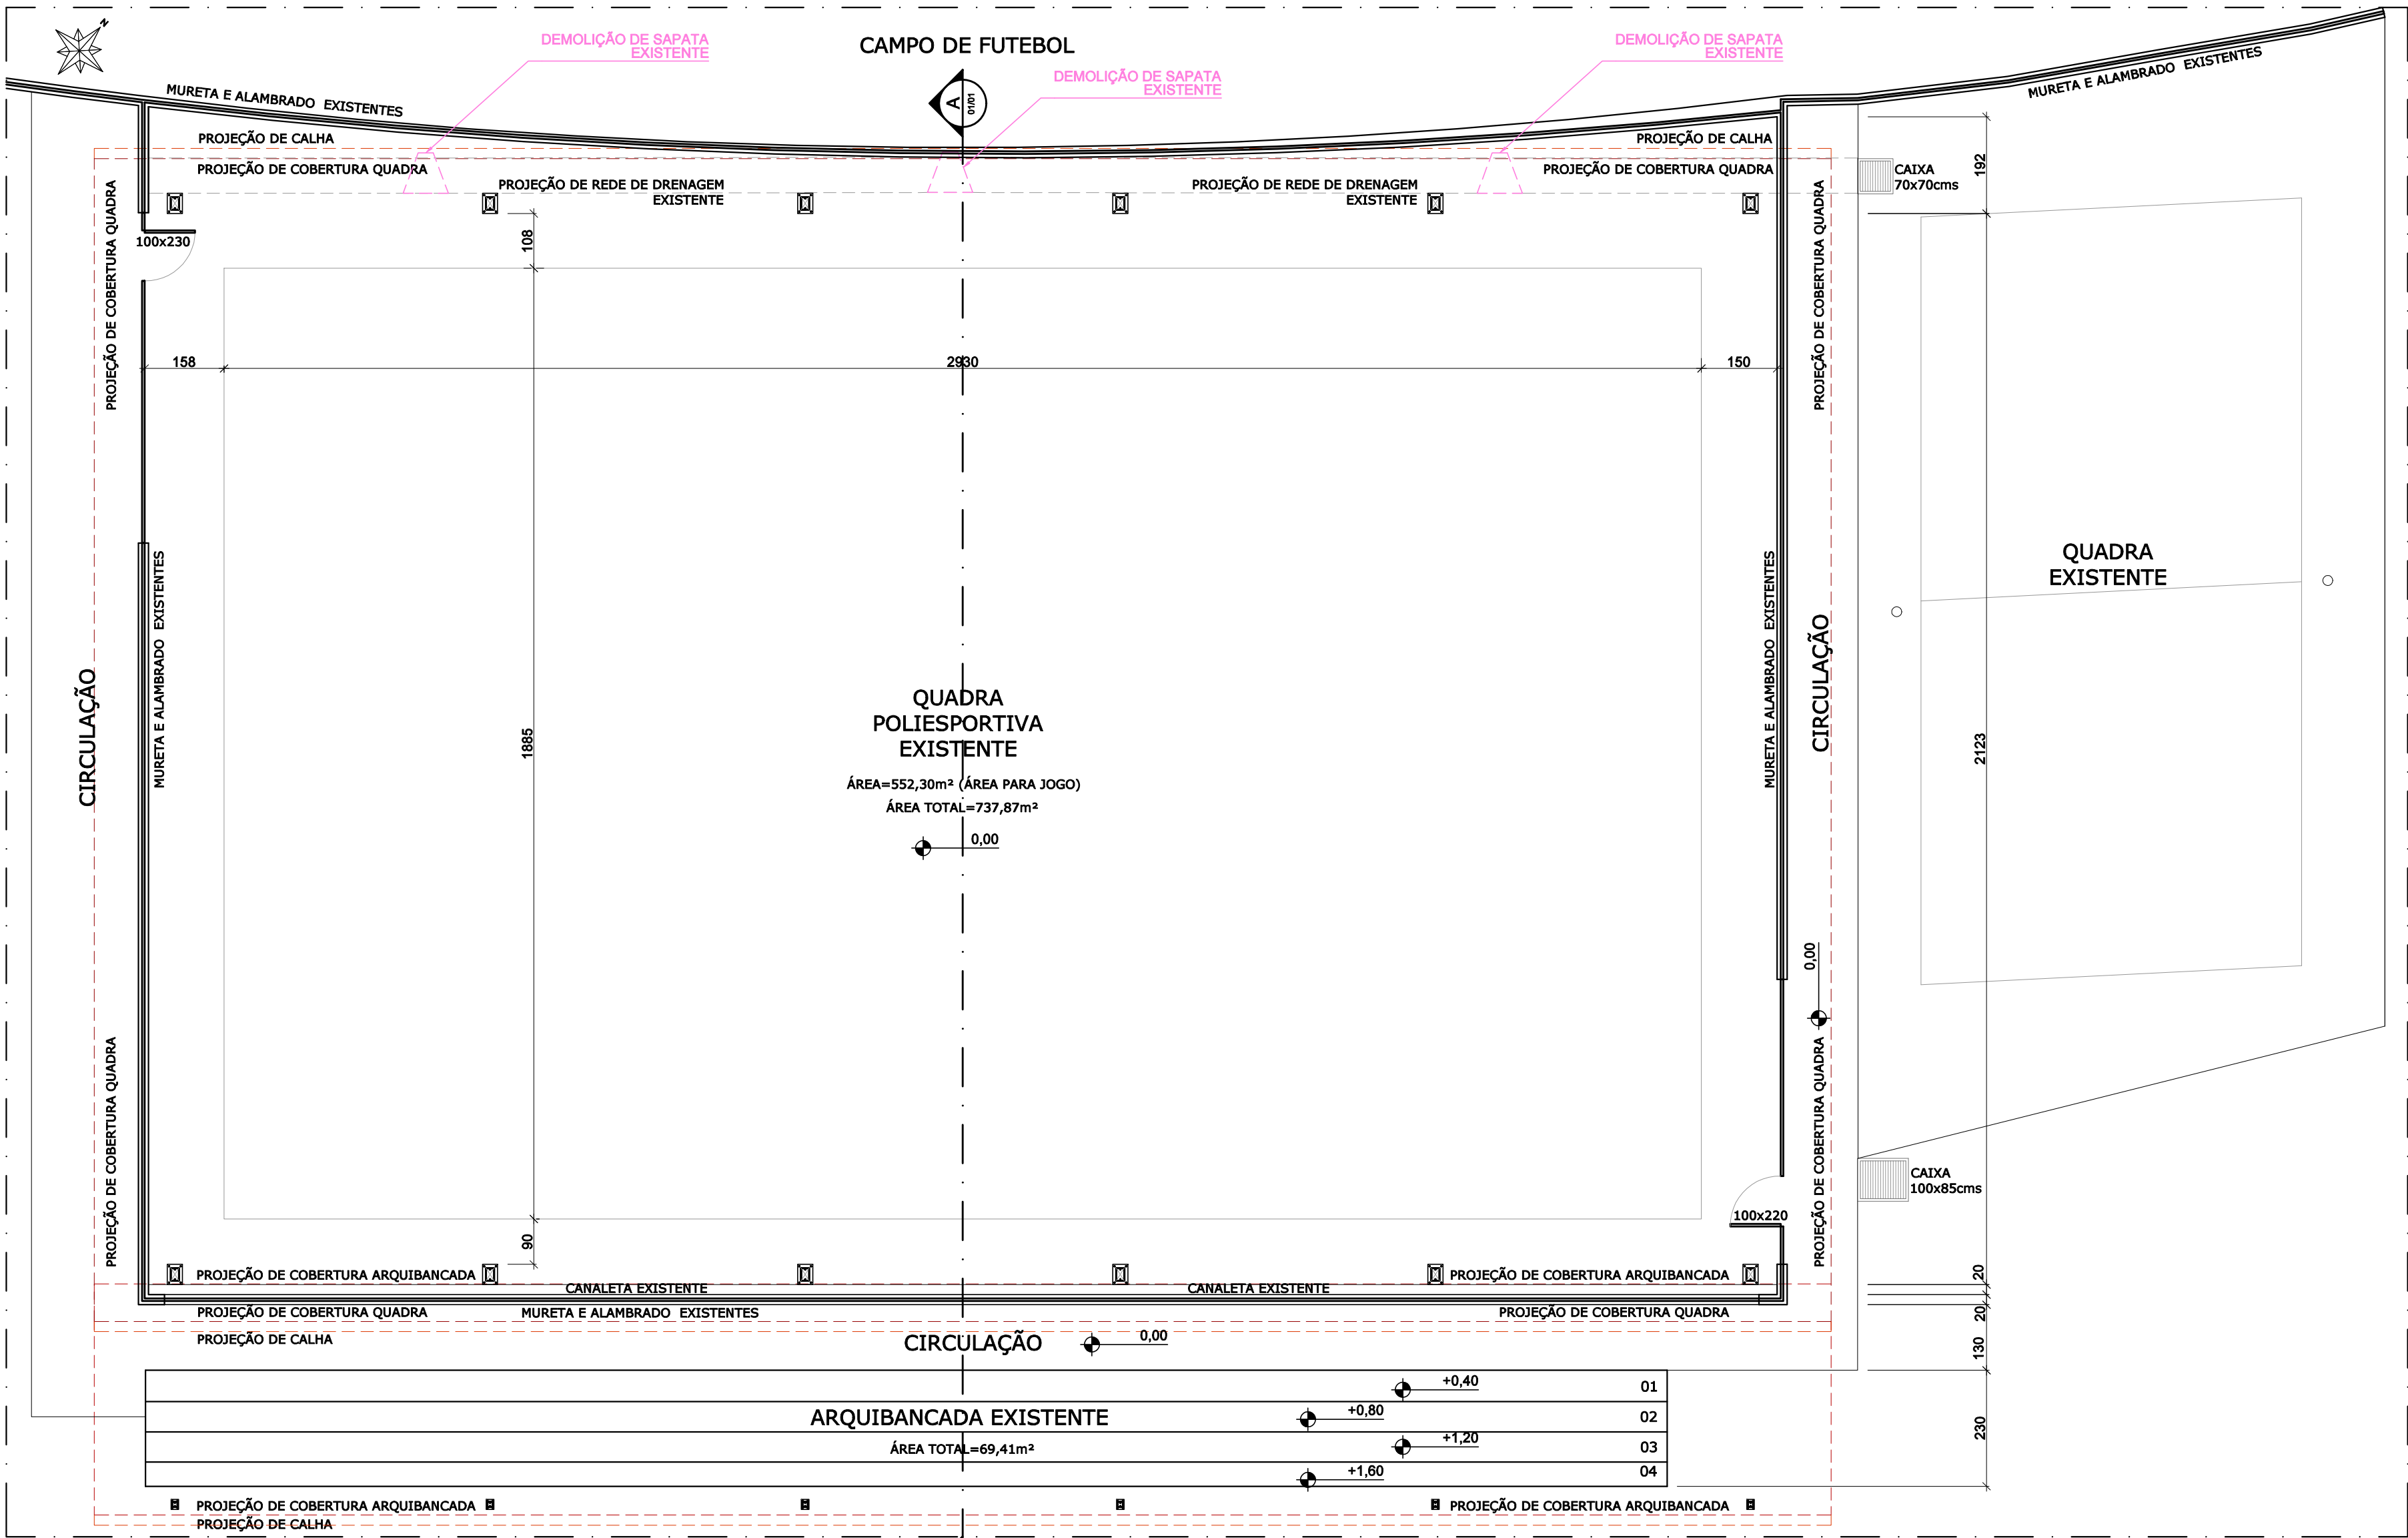 N
DEMOLIÇÃO DE SAPATA
EXISTENTE
CAMPO DE FUTEBOL
DEMOLIÇÃO DE SAPATA
EXISTENTE
DEMOLIÇÃO DE SAPATA
EXISTENTE
A
01/01
MURETA E ALAMBRADO EXISTENTES
MURETA E ALAMBRADO EXISTENTES
PROJEÇÃO DE CALHA
PROJEÇÃO DE CALHA
PROJEÇÃO DE COBERTURA QUADRA
PROJEÇÃO DE COBERTURA QUADRA
PROJEÇÃO DE REDE DE DRENAGEM
EXISTENTE
PROJEÇÃO DE REDE DE DRENAGEM
EXISTENTE
CAIXA
70x70cms
192
PROJEÇÃO DE COBERTURA QUADRA
PROJEÇÃO DE COBERTURA QUADRA
100x230
108
158
2930
150
QUADRA
EXISTENTE
MURETA E ALAMBRADO EXISTENTES
MURETA E ALAMBRADO EXISTENTES
CIRCULAÇÃO
CIRCULAÇÃO
1885
2123
QUADRA
POLIESPORTIVA
EXISTENTE
ÁREA=552,30m² (ÁREA PARA JOGO)
ÁREA TOTAL=737,87m²
0,00
0,00
PROJEÇÃO DE COBERTURA QUADRA
PROJEÇÃO DE COBERTURA QUADRA
CAIXA
100x85cms
100x220
90
PROJEÇÃO DE COBERTURA ARQUIBANCADA
PROJEÇÃO DE COBERTURA ARQUIBANCADA
20
CANALETA EXISTENTE
CANALETA EXISTENTE
PROJEÇÃO DE COBERTURA QUADRA
MURETA E ALAMBRADO EXISTENTES
PROJEÇÃO DE COBERTURA QUADRA
20
PROJEÇÃO DE CALHA
CIRCULAÇÃO
0,00
130
+0,40
01
ARQUIBANCADA EXISTENTE
+0,80
02
230
ÁREA TOTAL=69,41m²
+1,20
03
+1,60
04
PROJEÇÃO DE COBERTURA ARQUIBANCADA
PROJEÇÃO DE COBERTURA ARQUIBANCADA
PROJEÇÃO DE CALHA